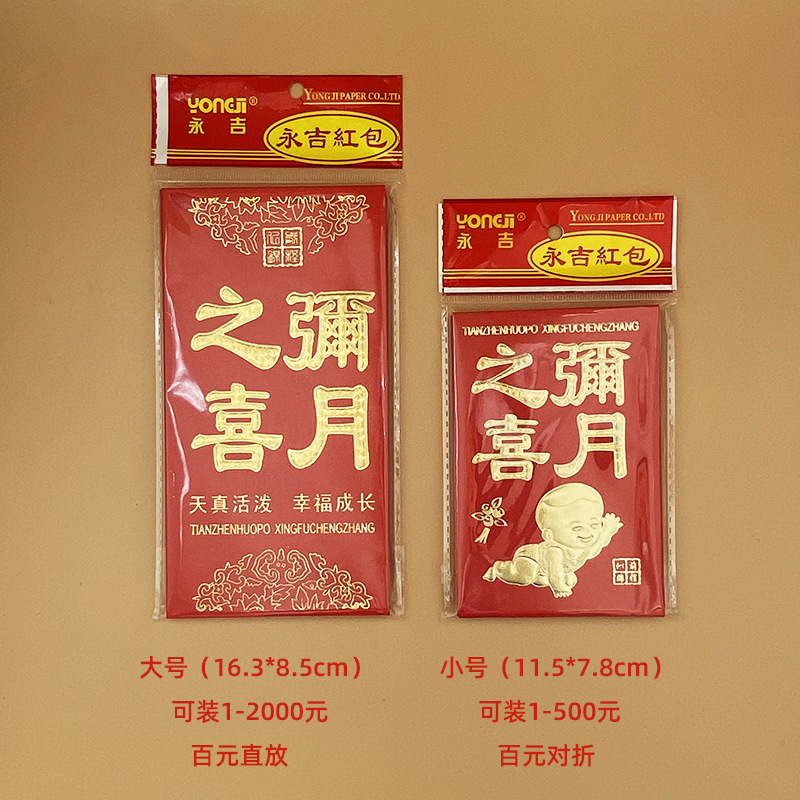 YONGJI®
永吉
YONG JI PAPER CO.,LTD
永吉紅包
彌月之喜
天真活泼 幸福成长
TIANZHENHUOPO XINGFUCHENGZHANG
YONGJI®
永吉
YONG JI PAPER CO.,LTD
永吉紅包
TIANZHENHUOPO XINGFUCHENGZHANG
彌月之喜
大号（16.3*8.5cm）
可装1-2000元
百元直放
小号（11.5*7.8cm）
可装1-500元
百元对折